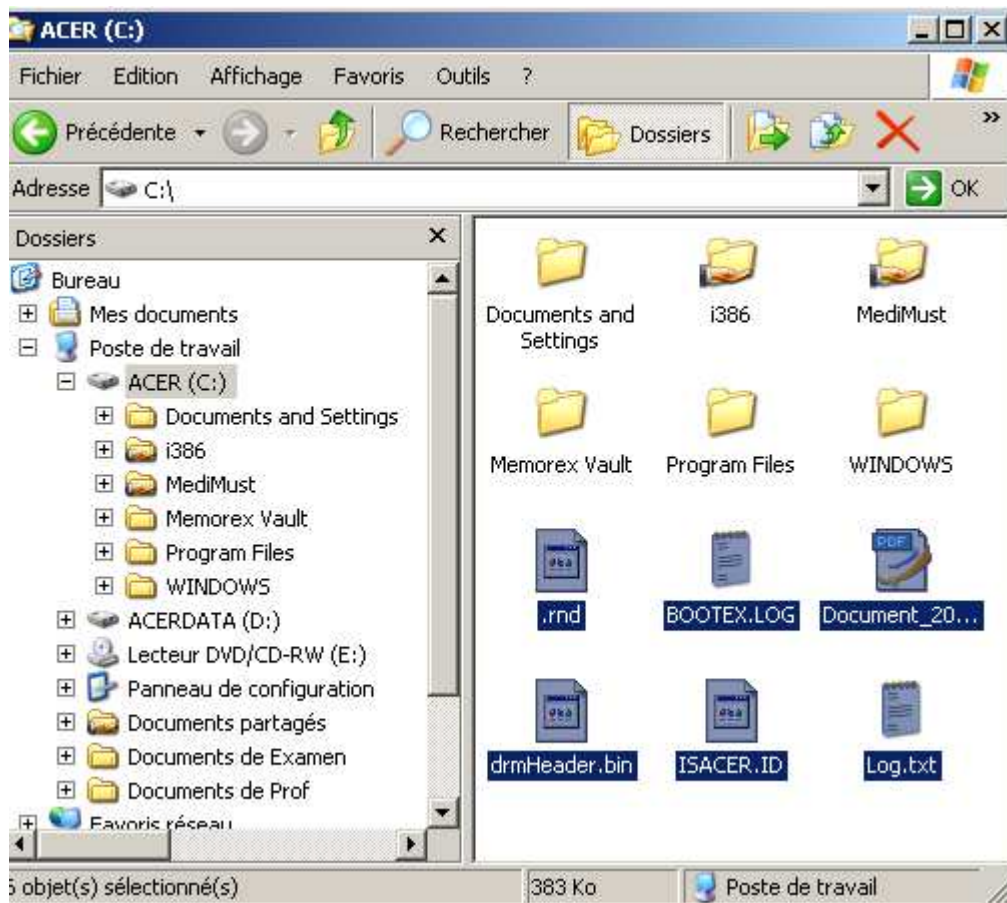 ACER (C:)
Fichier Edition Affichage Favoris Outils ?
Précédente Rechercher Dossiers »
Adresse C:\ OK
Dossiers
Bureau
Mes documents
Poste de travail
ACER (C:)
Documents and Settings
i386
MediMust
Memorex Vault
Program Files
WINDOWS
ACERDATA (D:)
Lecteur DVD/CD-RW (E:)
Panneau de configuration
Documents partagés
Documents de Examen
Documents de Prof
Favoris réseau
Documents and
Settings
i386
MediMust
Memorex Vault
Program Files
WINDOWS
.rnd
BOOTEX.LOG
PDF
Document_20...
drmHeader.bin
ISACER.ID
Log.txt
objet(s) sélectionné(s) 383 Ko Poste de travail